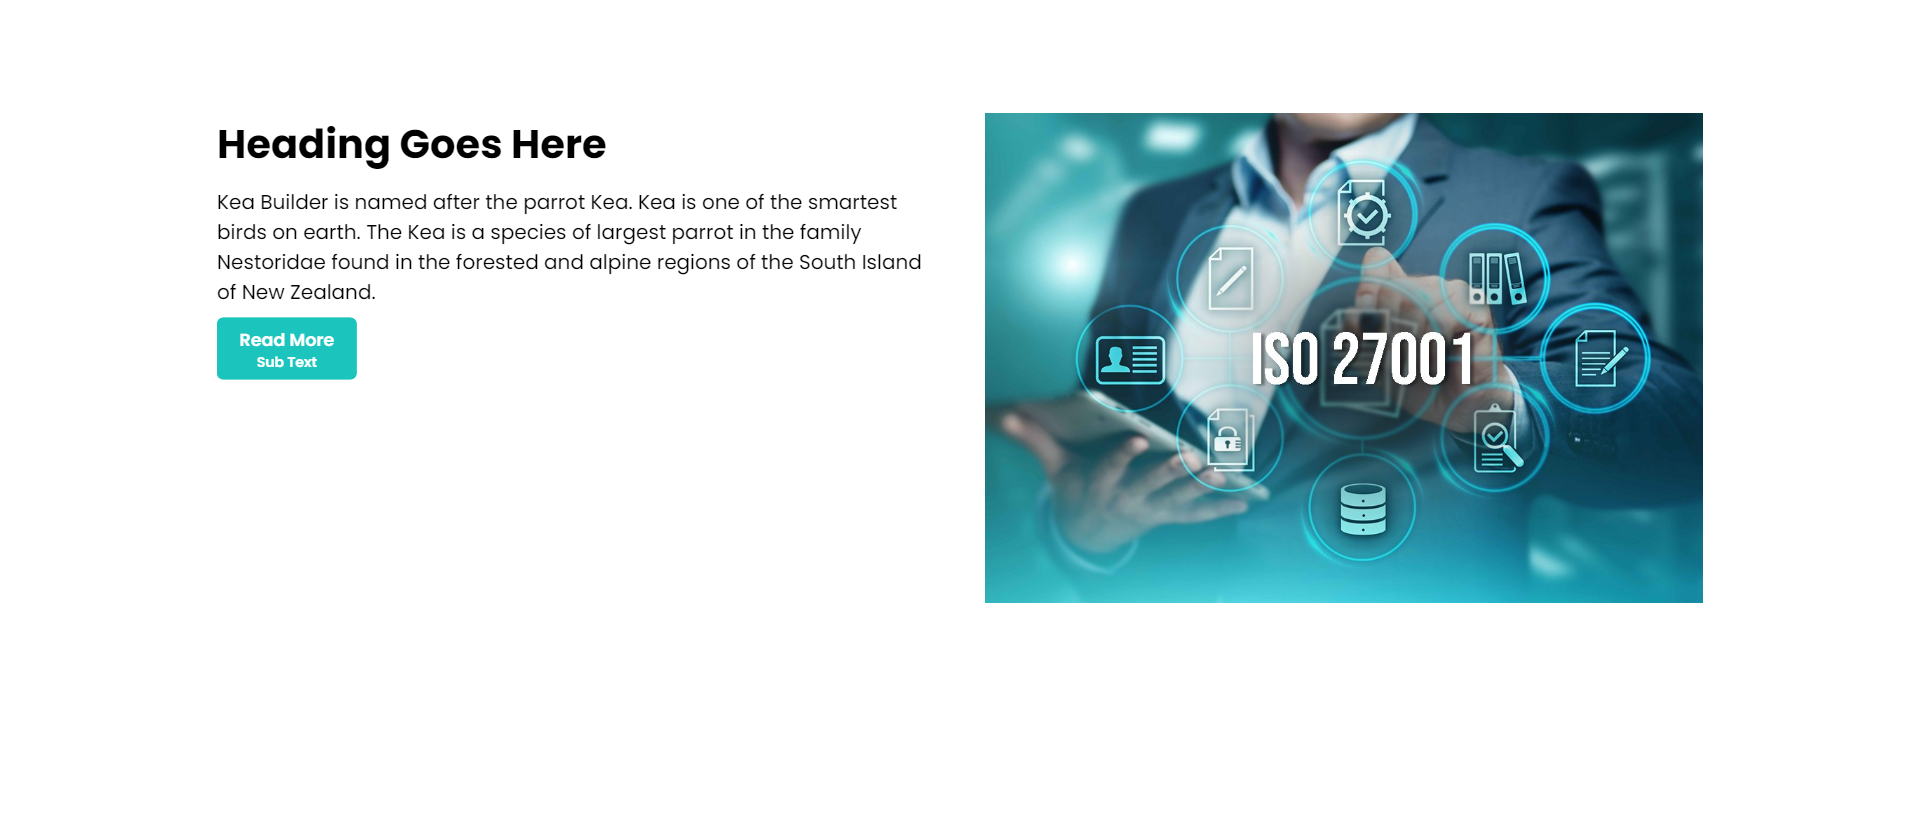 Heading Goes Here
Kea Builder is named after the parrot Kea. Kea is one of the smartest
birds on earth. The Kea is a species of largest parrot in the family
Nestoridae found in the forested and alpine regions of the South Island
of New Zealand.
Read More
Sub Text
ISO 27001